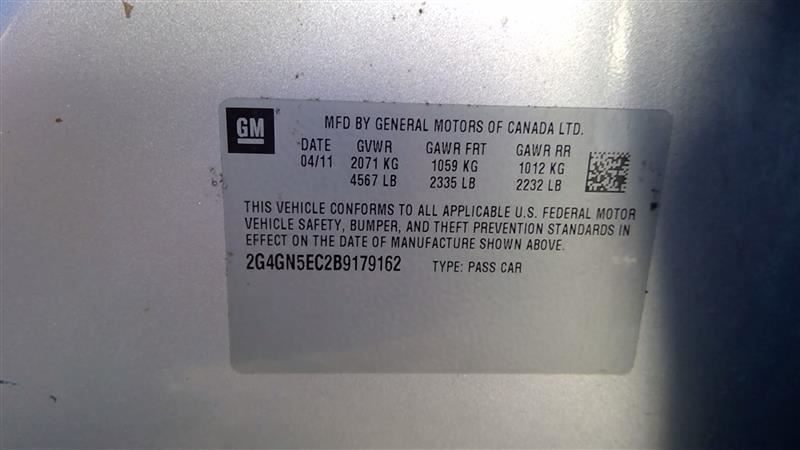 GM
MFD BY GENERAL MOTORS OF CANADA LTD.
DATE GVWR GAWR FRT GAWR RR
04/11 2071 KG 1059 KG 1012 KG
4567 LB 2335 LB 2232 LB
THIS VEHICLE CONFORMS TO ALL APPLICABLE U.S. FEDERAL MOTOR
VEHICLE SAFETY, BUMPER, AND THEFT PREVENTION STANDARDS IN
EFFECT ON THE DATE OF MANUFACTURE SHOWN ABOVE.
2G4GN5EC2B9179162 TYPE: PASS CAR